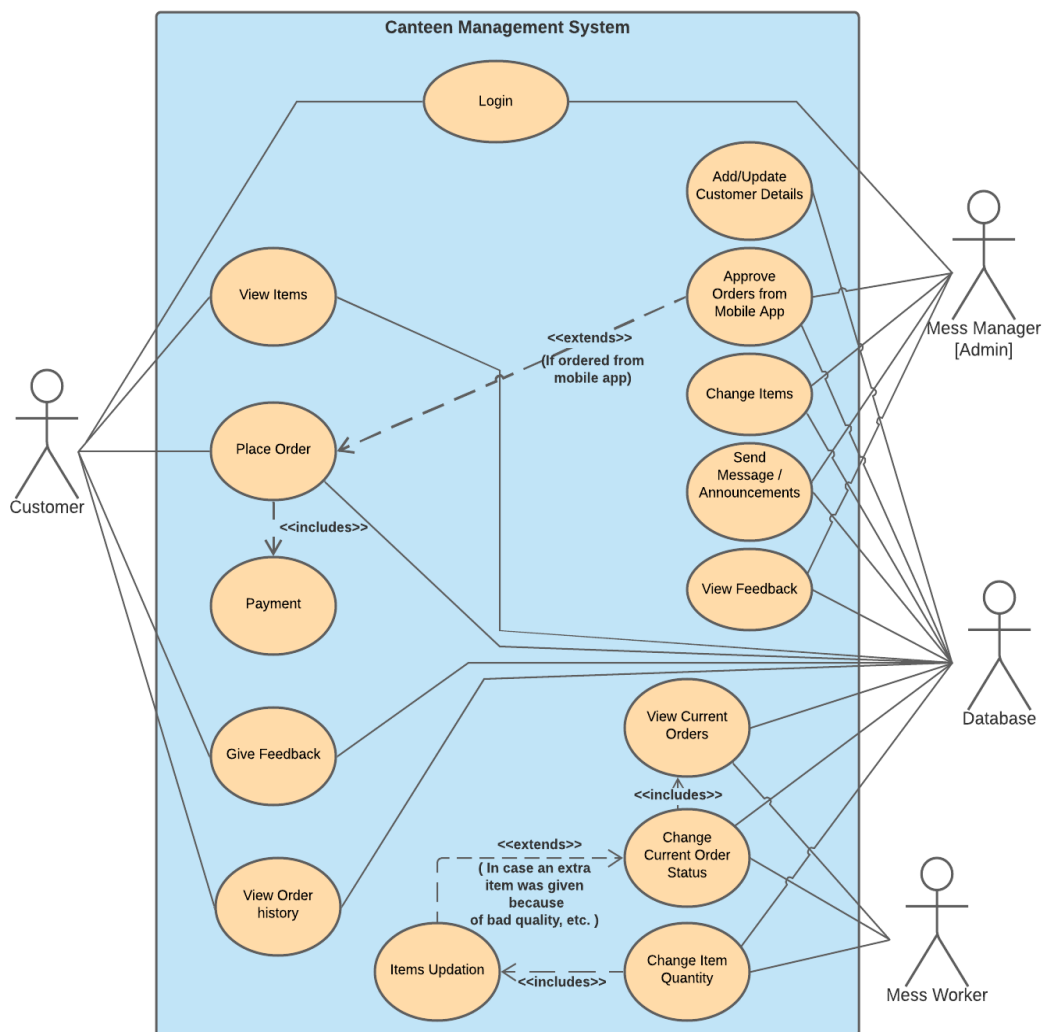 Canteen Management System
Login
Add/Update
Customer Details
View Items
Approve
Orders from
Mobile App
Mess Manager
[Admin]
<<extends>>
(If ordered from
mobile app)
Change Items
Place Order
Customer
Send
Message /
Announcements
<<includes>>
Payment
View Feedback
Database
View Current
Orders
Give Feedback
<<includes>>
Change
Current Order
Status
<<extends>>
( In case an extra
item was given
because
of bad quality, etc. )
View Order
history
Items Updation
<<includes>>
Change Item
Quantity
Mess Worker